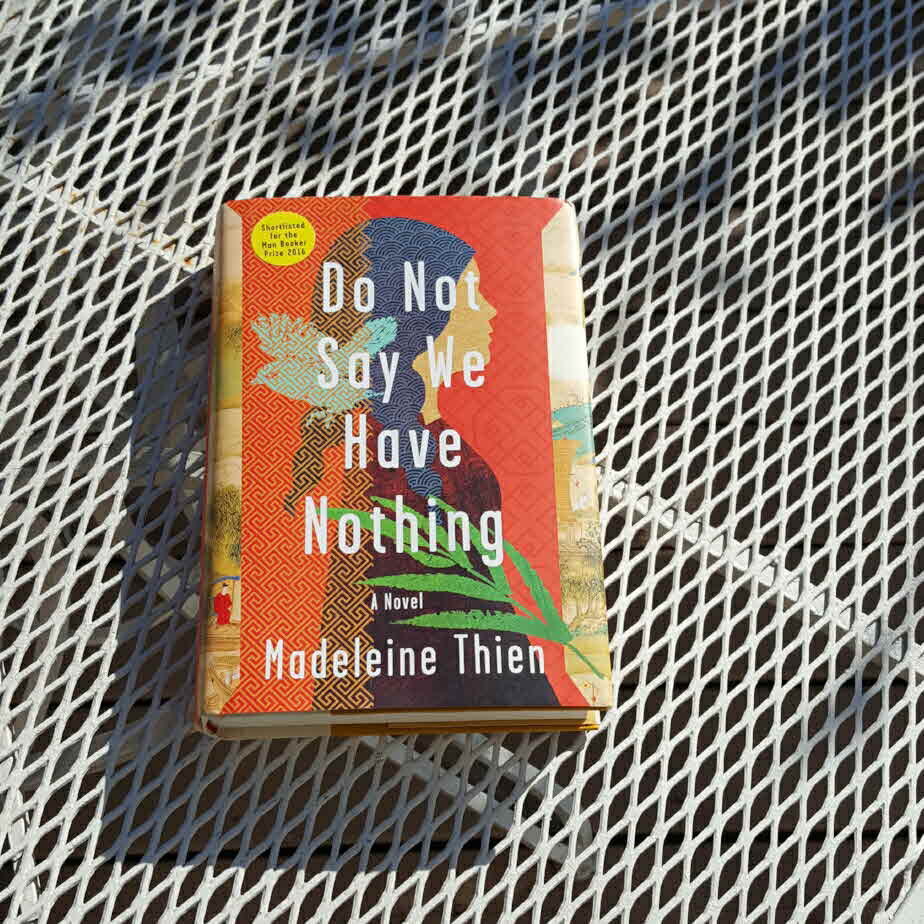 Shortlisted
for the
Man Booker
Prize 2016
Do Not
Say We
Have
Nothing
A Novel
Madeleine Thien